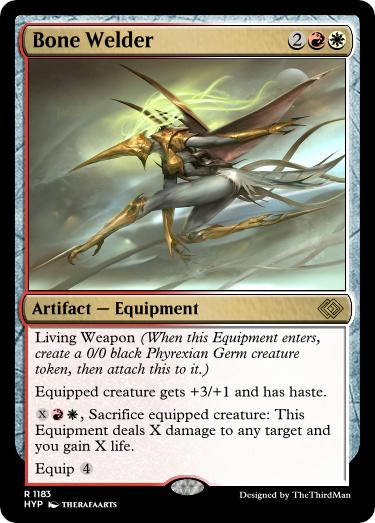 Bone Welder 2
Artifact — Equipment
Living Weapon (When this Equipment enters,
create a 0/0 black Phyrexian Germ creature
token, then attach this to it.)
Equipped creature gets +3/+1 and has haste.
X, Sacrifice equipped creature: This
Equipment deals X damage to any target and
you gain X life.
Equip 4
R 1183
HYP THERAFAARTS
Designed by TheThirdMan